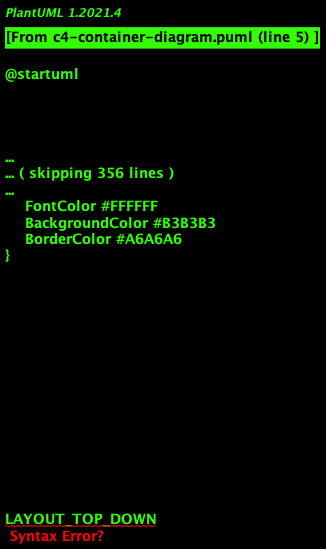 PlantUML 1.2021.4
[From c4-container-diagram.puml (line 5) ]
@startuml
...
... ( skipping 356 lines )
...
FontColor #FFFFFF
BackgroundColor #B3B3B3
BorderColor #A6A6A6
}
LAYOUT_TOP_DOWN
Syntax Error?